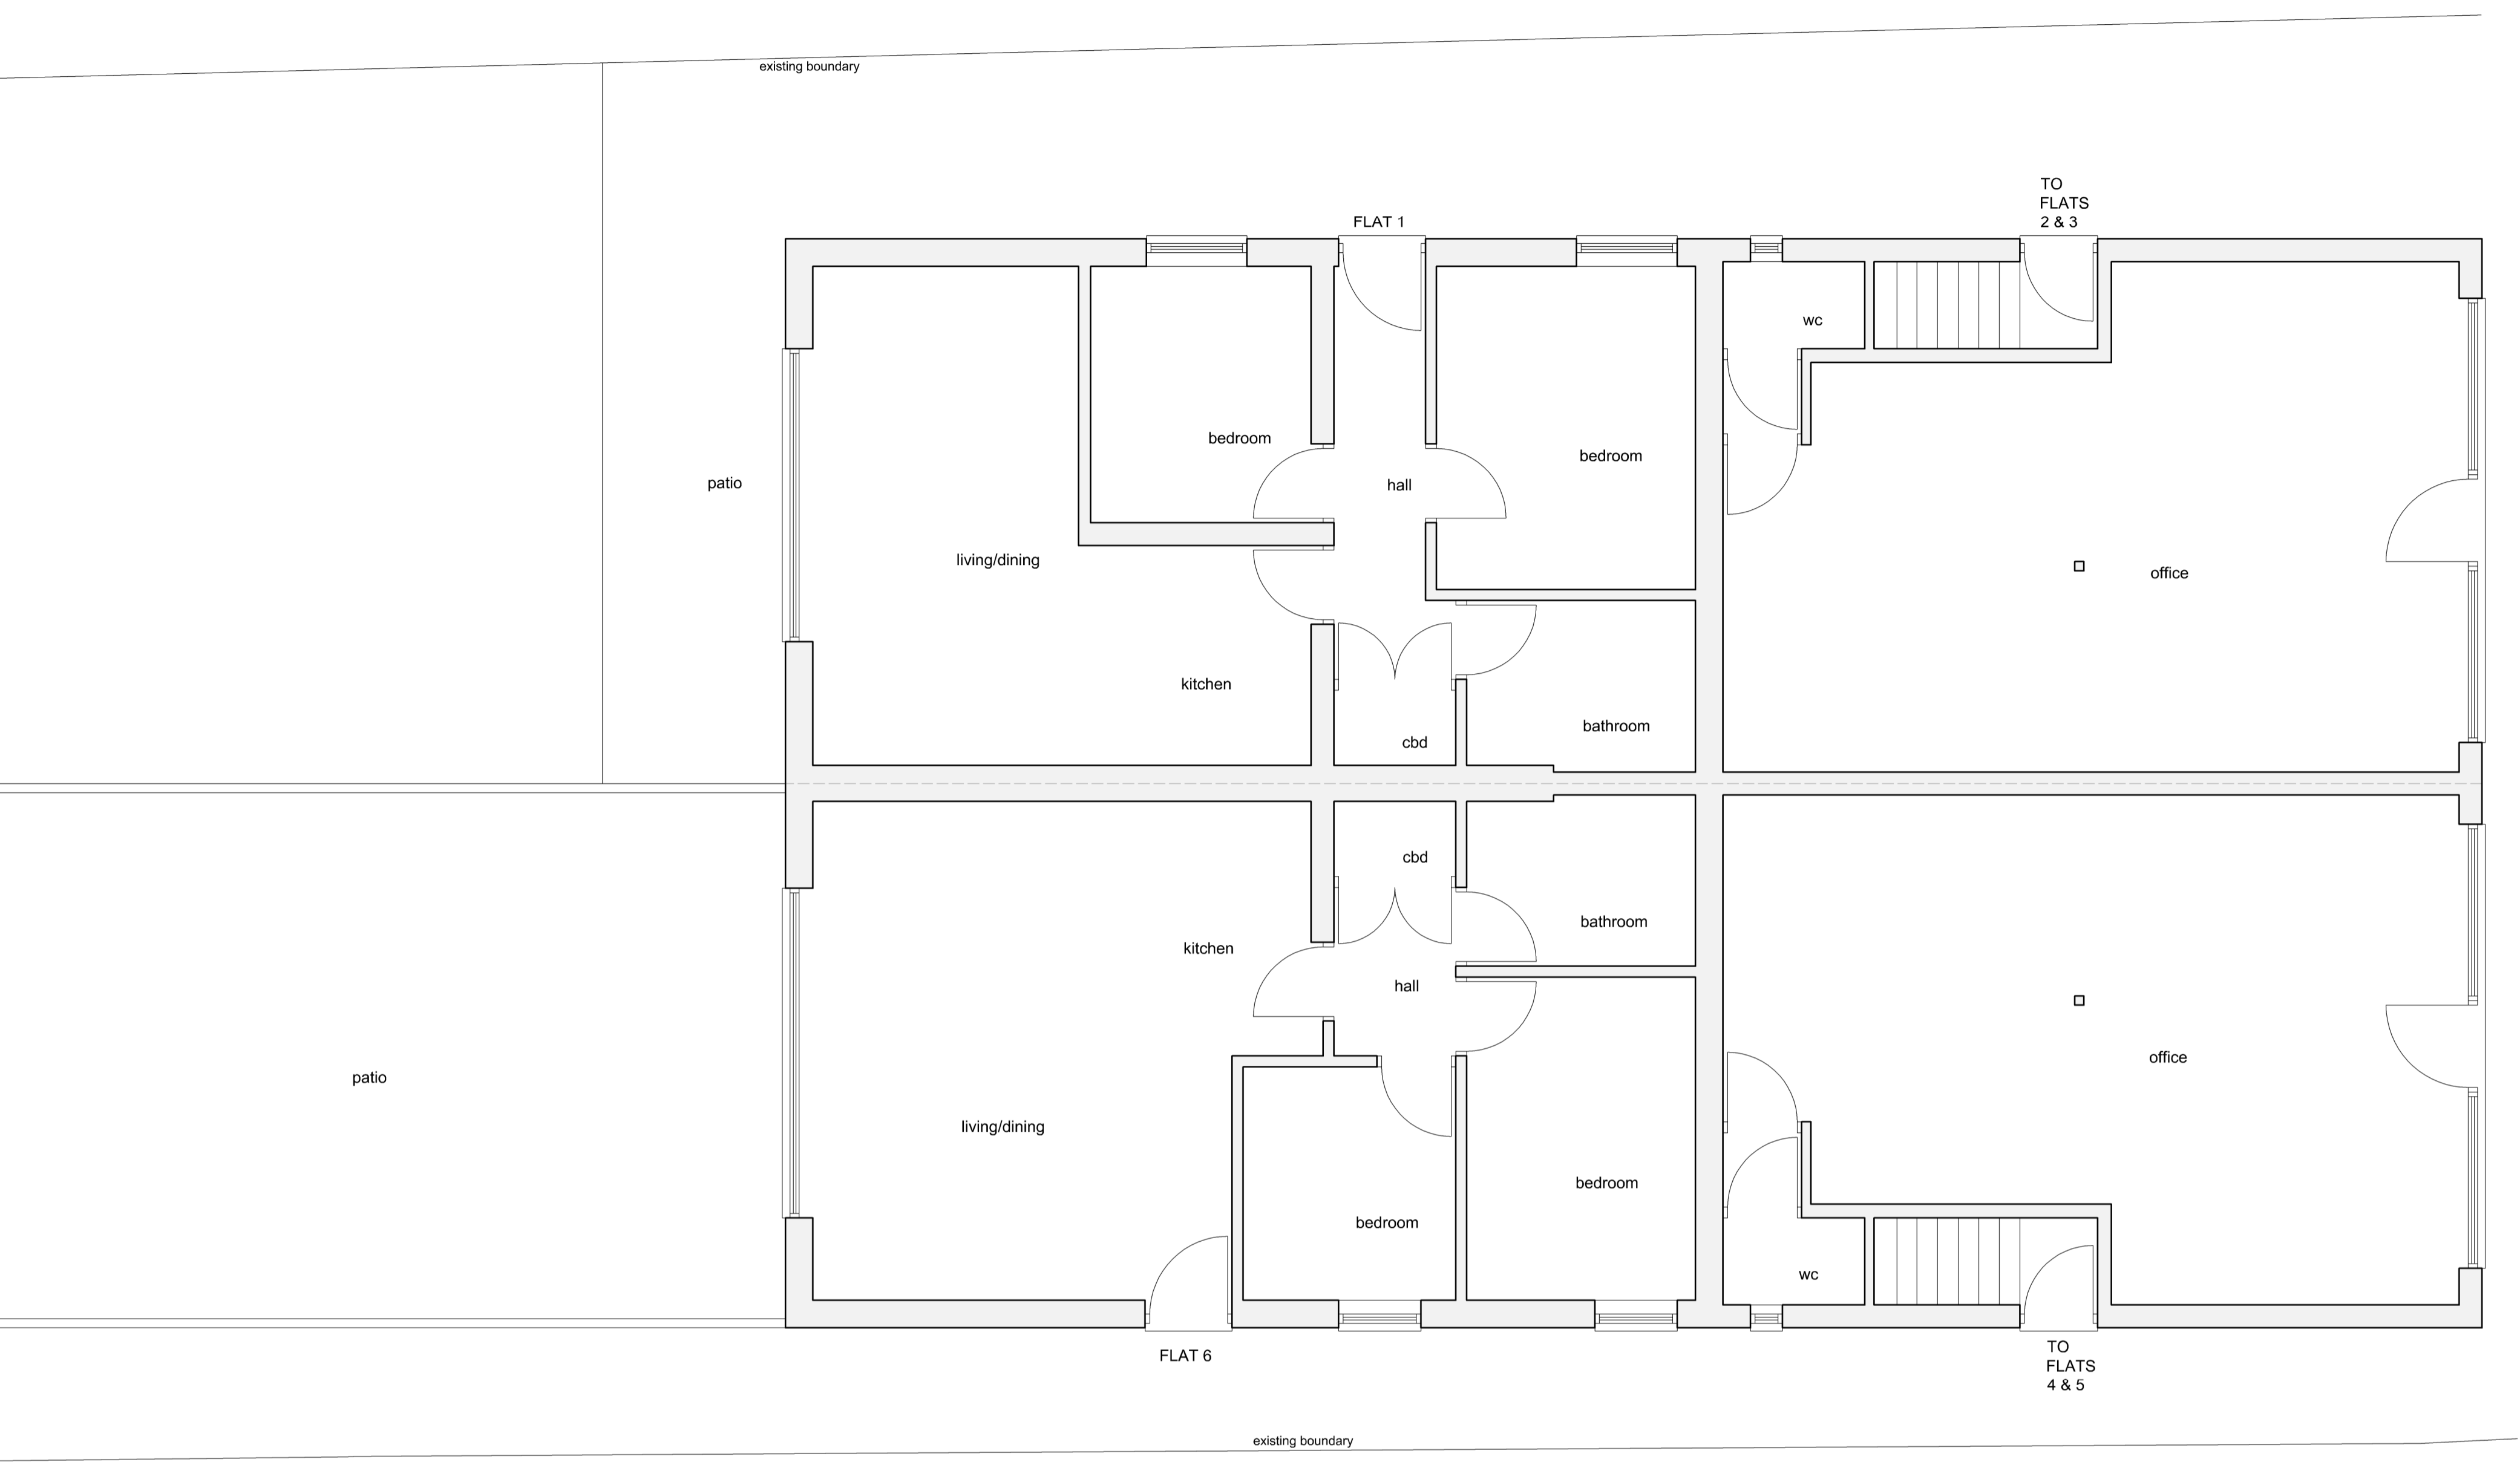 existing boundary
TO
FLATS
2 & 3
FLAT 1
wc
bedroom
bedroom
patio
hall
living/dining
office
kitchen
bathroom
cbd
cbd
bathroom
kitchen
hall
office
patio
living/dining
bedroom
bedroom
wc
FLAT 6
TO
FLATS
4 & 5
existing boundary